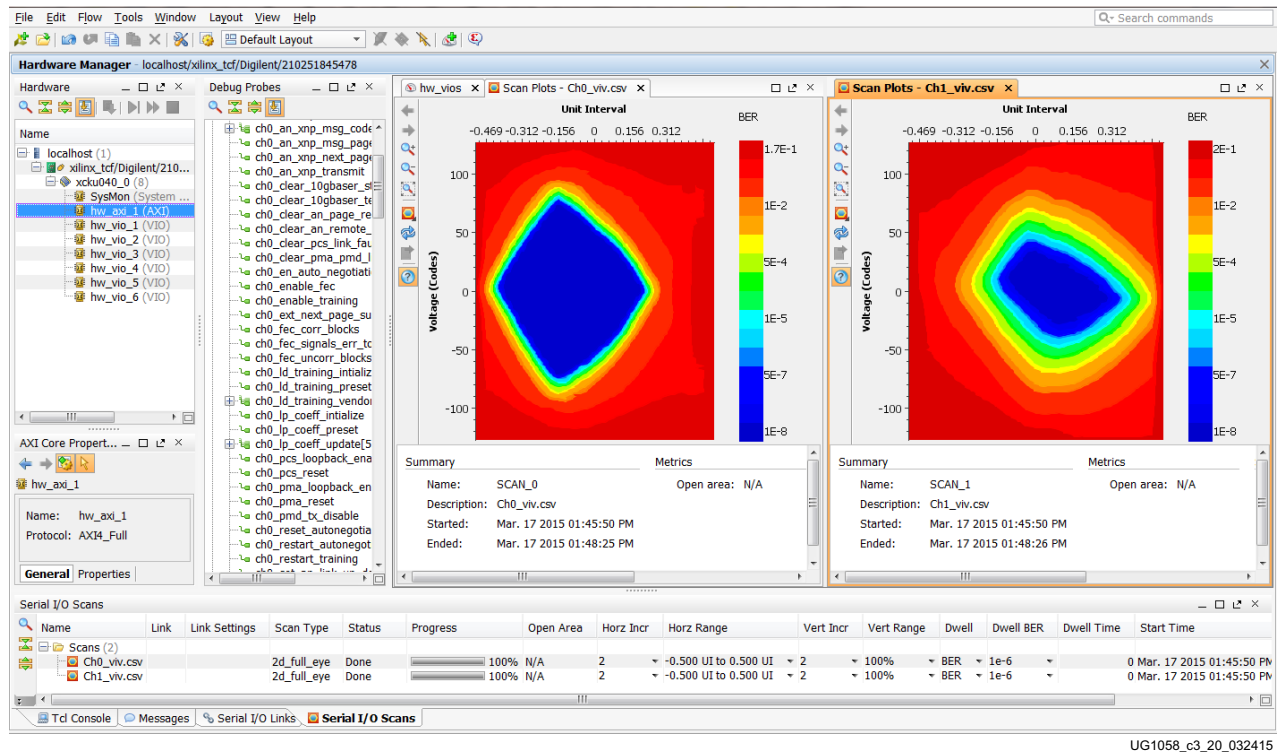 File Edit Flow Tools Window Layout View Help
Q- Search commands
Default Layout
Hardware Manager - localhost/xilinx_tcf/Digilent/210251845478
Hardware
Name
localhost (1)
xilinx_tcf/Digilent/210...
xcku040_0 (8)
SysMon (System ...
hw_axi_1 (AXI)
hw_vio_1 (VIO)
hw_vio_2 (VIO)
hw_vio_3 (VIO)
hw_vio_4 (VIO)
hw_vio_5 (VIO)
hw_vio_6 (VIO)
AXI Core Propert...
hw_axi_1
Name: hw_axi_1
Protocol: AXI4_Full
General Properties
Debug Probes
ch0_an_xnp_msg_code
ch0_an_xnp_msg_page
ch0_an_xnp_next_page
ch0_an_xnp_transmit
ch0_clear_10gbaser_st
ch0_clear_10gbaser_te
ch0_clear_an_page_re
ch0_clear_an_remote_
ch0_clear_pcs_link_fau
ch0_clear_pma_pmd_l
ch0_en_auto_negotiati
ch0_enable_fec
ch0_enable_training
ch0_ext_next_page_su
ch0_fec_corr_blocks
ch0_fec_signals_err_tc
ch0_fec_uncorr_blocks
ch0_ld_training_intializ
ch0_ld_training_preset
ch0_ld_training_vendor
ch0_lp_coeff_intialize
ch0_lp_coeff_preset
ch0_lp_coeff_update[5
ch0_pcs_loopback_ena
ch0_pcs_reset
ch0_pma_loopback_en
ch0_pma_reset
ch0_pmd_tx_disable
ch0_reset_autonegotia
ch0_restart_autonegot
ch0_restart_training
hw_vios Scan Plots - Ch0_viv.csv
Unit Interval
-0.469 -0.312 -0.156 0 0.156 0.312
BER
Voltage (Codes)
100
50
0
-50
-100
1.7E-1
1E-2
5E-4
1E-5
5E-7
1E-8
Summary Metrics
Name: SCAN_0 Open area: N/A
Description: Ch0_viv.csv
Started: Mar. 17 2015 01:45:50 PM
Ended: Mar. 17 2015 01:48:25 PM
Scan Plots - Ch1_viv.csv
Unit Interval
-0.469 -0.312 -0.156 0 0.156 0.312
BER
Voltage (Codes)
100
50
0
-50
-100
2E-1
1E-2
5E-4
1E-5
5E-7
1E-8
Summary Metrics
Name: SCAN_1 Open area: N/A
Description: Ch1_viv.csv
Started: Mar. 17 2015 01:45:50 PM
Ended: Mar. 17 2015 01:48:26 PM
Serial I/O Scans
Name Link Link Settings Scan Type Status Progress Open Area Horz Incr Horz Range Vert Incr Vert Range Dwell Dwell BER Dwell Time Start Time
Scans (2)
Ch0_viv.csv 2d_full_eye Done 100% N/A 2 -0.500 UI to 0.500 UI 2 100% BER 1e-6 0 Mar. 17 2015 01:45:50 PM
Ch1_viv.csv 2d_full_eye Done 100% N/A 2 -0.500 UI to 0.500 UI 2 100% BER 1e-6 0 Mar. 17 2015 01:45:50 PM
Tcl Console Messages Serial I/O Links Serial I/O Scans
UG1058_c3_20_032415